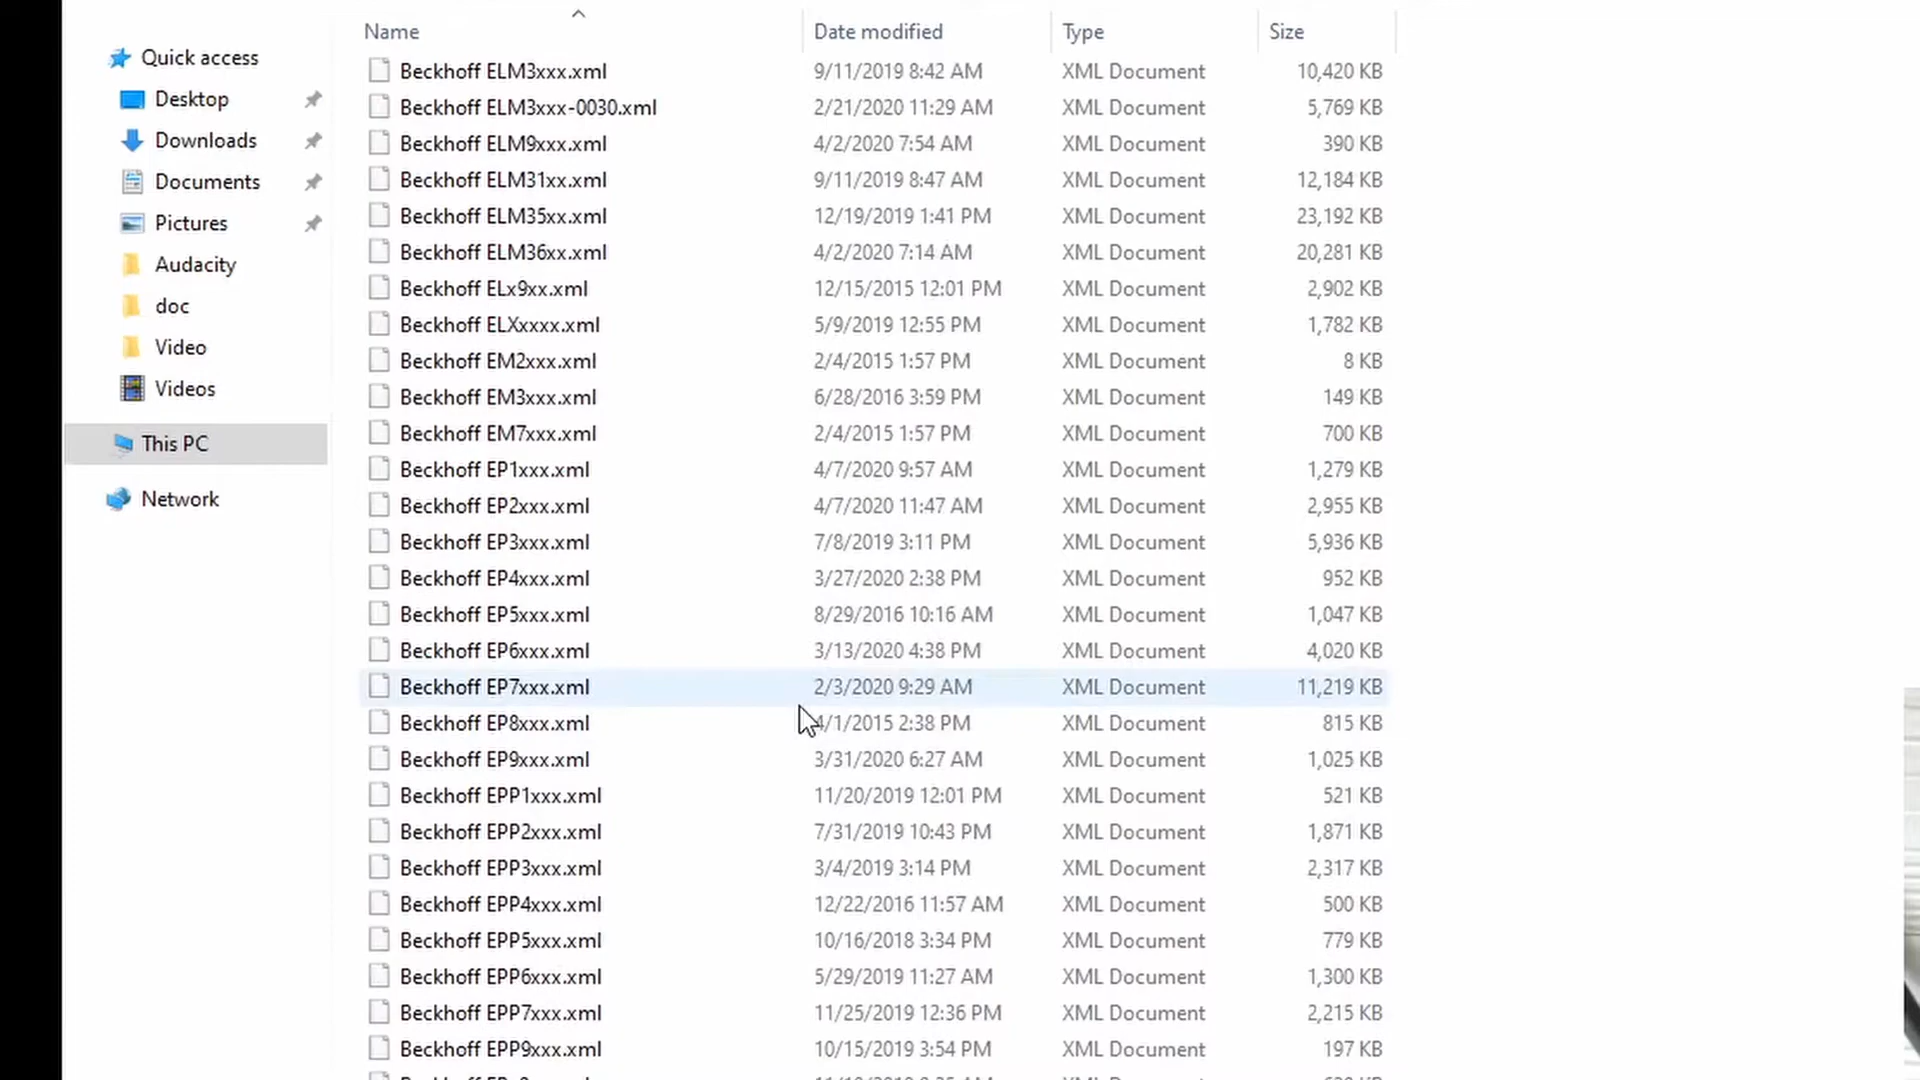 Name Date modified Type Size
Quick access
Desktop
Downloads
Documents
Pictures
Audacity
doc
Video
Videos
This PC
Network
Beckhoff ELM3xxx.xml 9/11/2019 8:42 AM XML Document 10,420 KB
Beckhoff ELM3xxx-0030.xml 2/21/2020 11:29 AM XML Document 5,769 KB
Beckhoff ELM9xxx.xml 4/2/2020 7:54 AM XML Document 390 KB
Beckhoff ELM31xx.xml 9/11/2019 8:47 AM XML Document 12,184 KB
Beckhoff ELM35xx.xml 12/19/2019 1:41 PM XML Document 23,192 KB
Beckhoff ELM36xx.xml 4/2/2020 7:14 AM XML Document 20,281 KB
Beckhoff ELx9xx.xml 12/15/2015 12:01 PM XML Document 2,902 KB
Beckhoff ELXxxxx.xml 5/9/2019 12:55 PM XML Document 1,782 KB
Beckhoff EM2xxx.xml 2/4/2015 1:57 PM XML Document 8 KB
Beckhoff EM3xxx.xml 6/28/2016 3:59 PM XML Document 149 KB
Beckhoff EM7xxx.xml 2/4/2015 1:57 PM XML Document 700 KB
Beckhoff EP1xxx.xml 4/7/2020 9:57 AM XML Document 1,279 KB
Beckhoff EP2xxx.xml 4/7/2020 11:47 AM XML Document 2,955 KB
Beckhoff EP3xxx.xml 7/8/2019 3:11 PM XML Document 5,936 KB
Beckhoff EP4xxx.xml 3/27/2020 2:38 PM XML Document 952 KB
Beckhoff EP5xxx.xml 8/29/2016 10:16 AM XML Document 1,047 KB
Beckhoff EP6xxx.xml 3/13/2020 4:38 PM XML Document 4,020 KB
Beckhoff EP7xxx.xml 2/3/2020 9:29 AM XML Document 11,219 KB
Beckhoff EP8xxx.xml 4/1/2015 2:38 PM XML Document 815 KB
Beckhoff EP9xxx.xml 3/31/2020 6:27 AM XML Document 1,025 KB
Beckhoff EPP1xxx.xml 11/20/2019 12:01 PM XML Document 521 KB
Beckhoff EPP2xxx.xml 7/31/2019 10:43 PM XML Document 1,871 KB
Beckhoff EPP3xxx.xml 3/4/2019 3:14 PM XML Document 2,317 KB
Beckhoff EPP4xxx.xml 12/22/2016 11:57 AM XML Document 500 KB
Beckhoff EPP5xxx.xml 10/16/2018 3:34 PM XML Document 779 KB
Beckhoff EPP6xxx.xml 5/29/2019 11:27 AM XML Document 1,300 KB
Beckhoff EPP7xxx.xml 11/25/2019 12:36 PM XML Document 2,215 KB
Beckhoff EPP9xxx.xml 10/15/2019 3:54 PM XML Document 197 KB